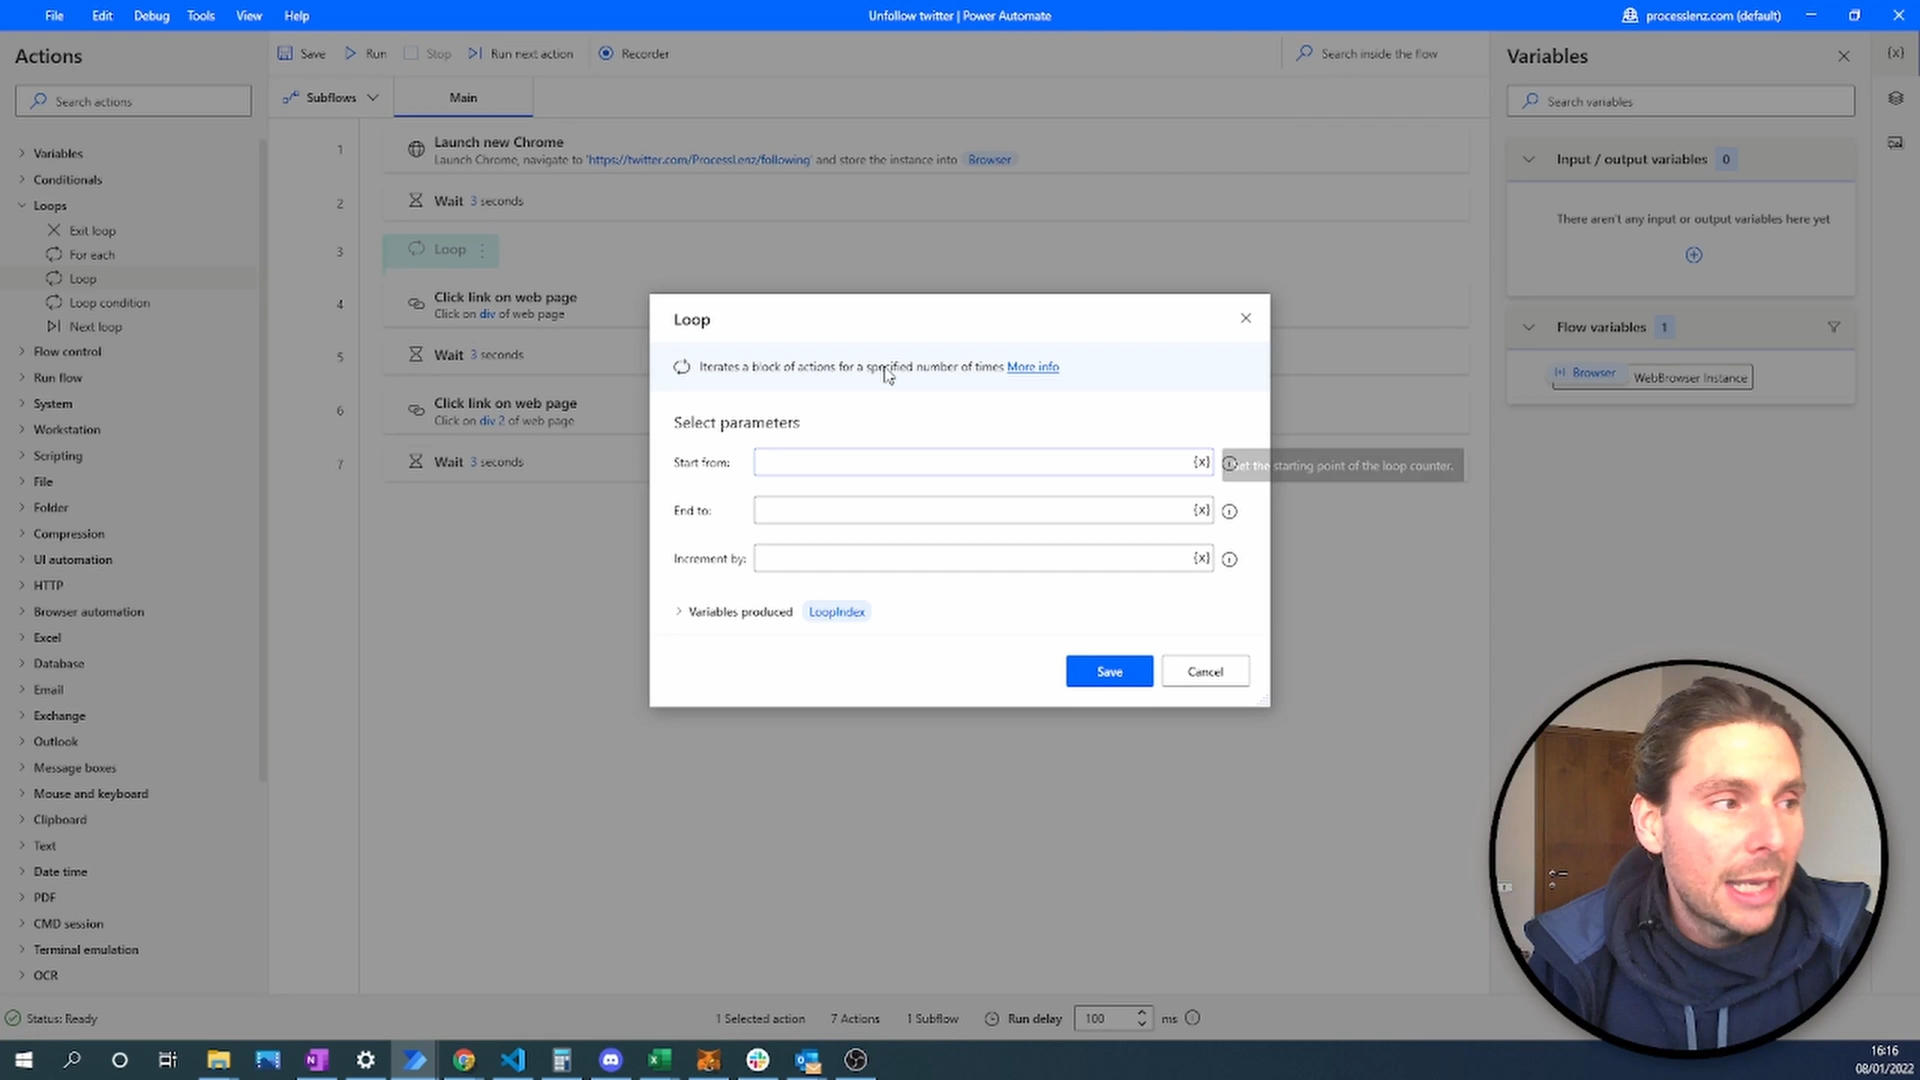 File Edit Debug Tools View Help
Unfollow twitter | Power Automate
processlenz.com (default)
Actions
Search actions
Variables
Conditionals
Loops
Exit loop
For each
Loop
Loop condition
Next loop
Flow control
Run flow
System
Workstation
Scripting
File
Folder
Compression
UI automation
HTTP
Browser automation
Excel
Database
Email
Exchange
Outlook
Message boxes
Mouse and keyboard
Clipboard
Text
Date time
PDF
CMD session
Terminal emulation
OCR
Save Run Stop Run next action Recorder
Search inside the flow
Subflows Main
1 Launch new Chrome
Launch Chrome, navigate to 'https://twitter.com/ProcessLenz/following' and store the instance into Browser
2 Wait 3 seconds
3 Loop
4 Click link on web page
Click on div of web page
5 Wait 3 seconds
6 Click link on web page
Click on div 2 of web page
7 Wait 3 seconds
Loop
Iterates a block of actions for a specified number of times More info
Select parameters
Start from: {x}
Set the starting point of the loop counter.
End to: {x}
Increment by: {x}
Variables produced LoopIndex
Save Cancel
Variables
{x}
Search variables
Input / output variables 0
There aren't any input or output variables here yet
Flow variables 1
Browser WebBrowser Instance
Status: Ready
1 Selected action 7 Actions 1 Subflow Run delay 100 ms
16:16
08/01/2022